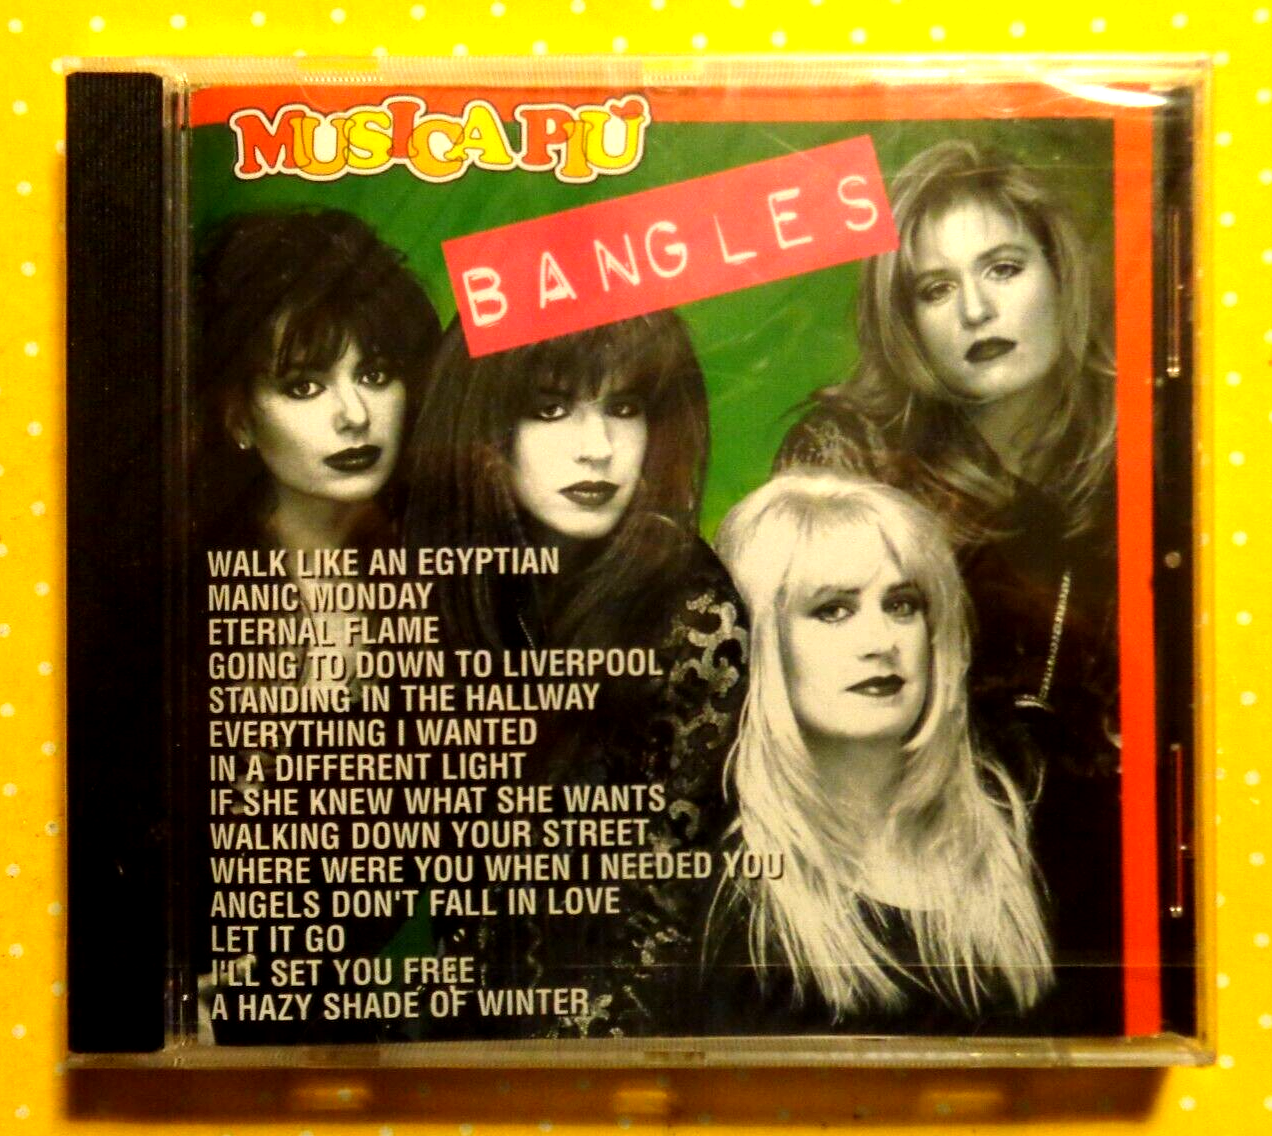 MUSICA PIÙ
BANGLES
WALK LIKE AN EGYPTIAN
MANIC MONDAY
ETERNAL FLAME
GOING TO DOWN TO LIVERPOOL
STANDING IN THE HALLWAY
EVERYTHING I WANTED
IN A DIFFERENT LIGHT
IF SHE KNEW WHAT SHE WANTS
WALKING DOWN YOUR STREET
WHERE WERE YOU WHEN I NEEDED YOU
ANGELS DON'T FALL IN LOVE
LET IT GO
I'LL SET YOU FREE
A HAZY SHADE OF WINTER